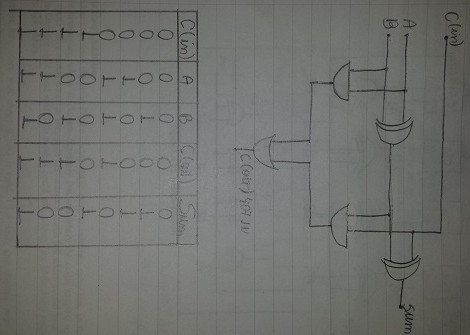 C(in)
A
B
Sum
C(out)
C(in) A B C(out) Sum
0 0 0 0 0
0 0 1 0 1
0 1 0 0 1
0 1 1 1 0
1 0 0 0 1
1 0 1 1 0
1 1 0 1 0
1 1 1 1 1